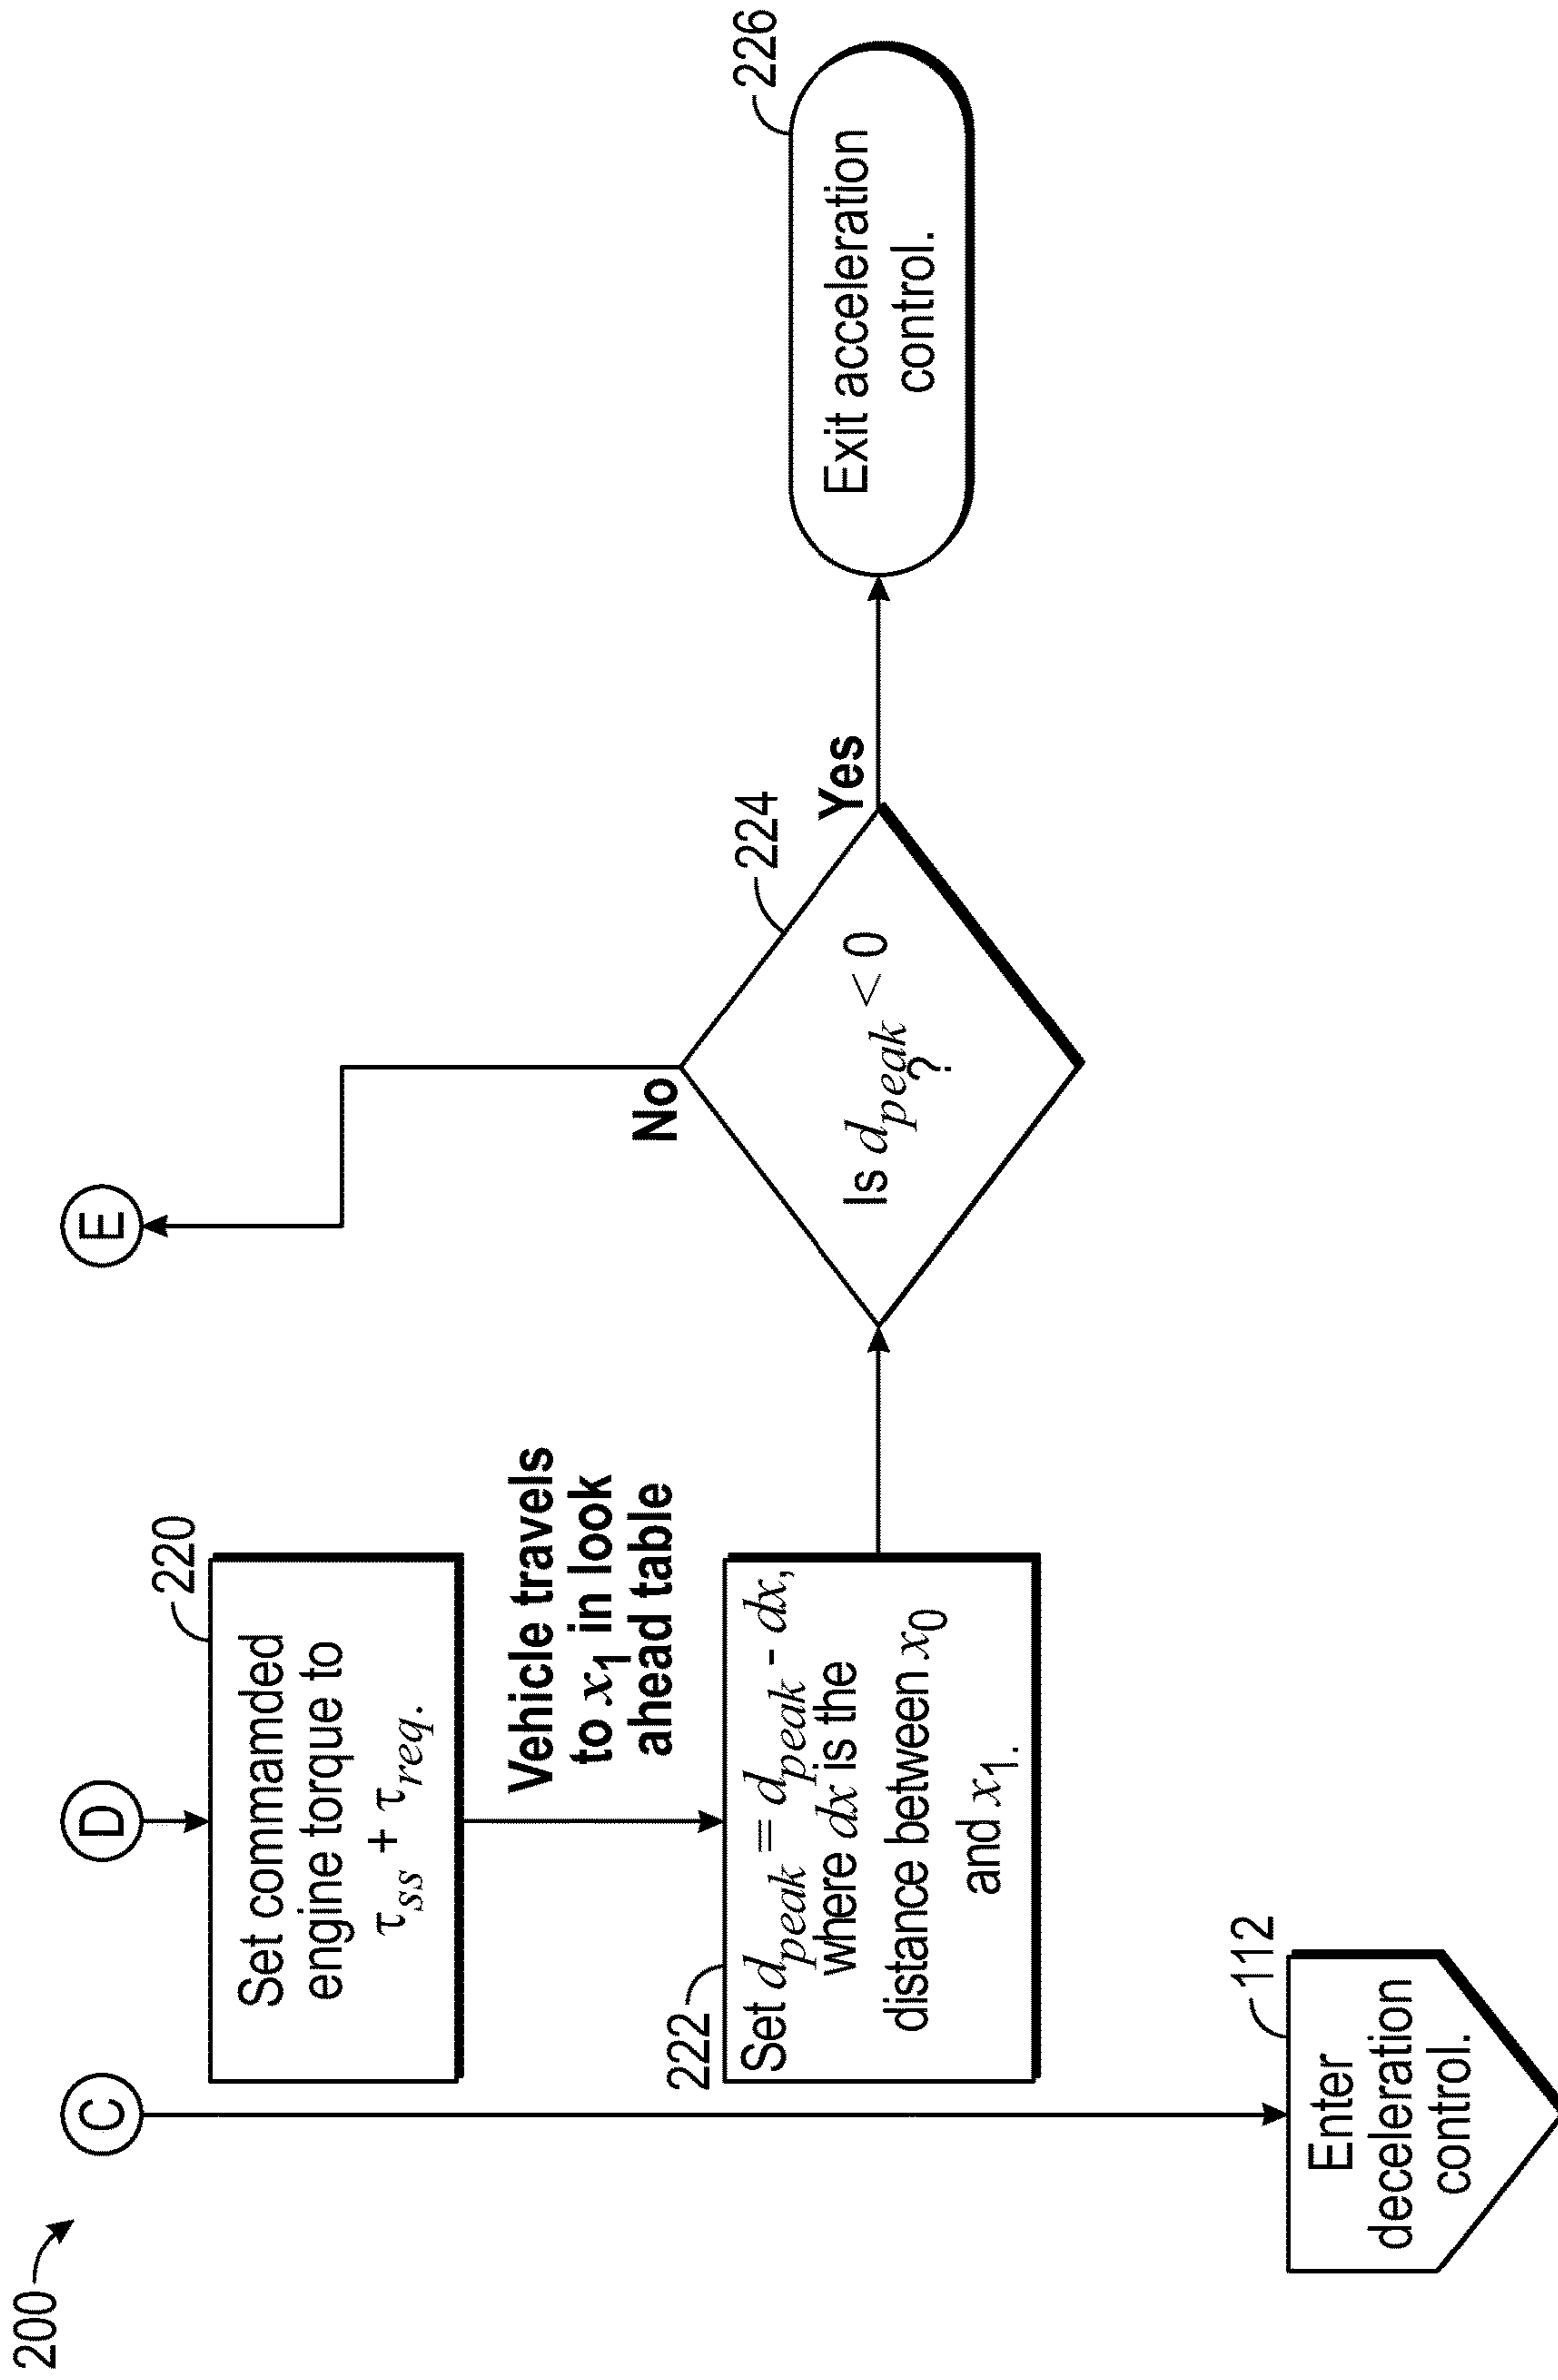 200
C
D
E
Set commamded
engine torque to
τss + τreq.
220
Vehicle travels
to x1 in look
ahead table
222
Set dpeak = dpeak - dx,
where dx is the
distance between x0
and x1.
No
224
Is dpeak < 0
?
Yes
226
Exit acceleration
control.
112
Enter
deceleration
control.